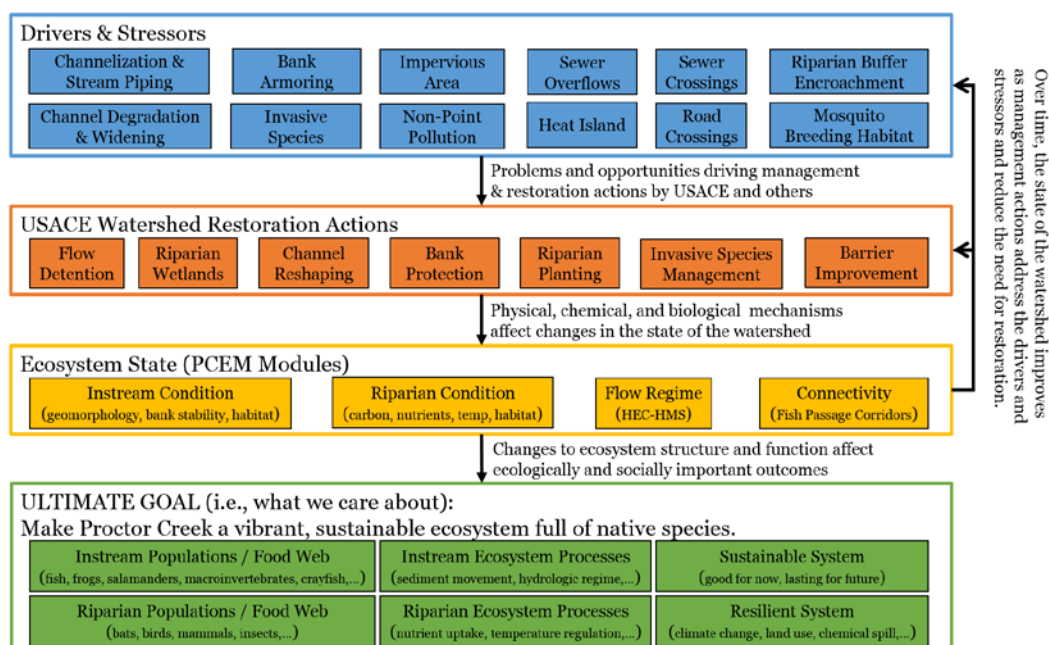 Drivers & Stressors
Channelization &
Stream Piping
Bank
Armoring
Impervious
Area
Sewer
Overflows
Sewer
Crossings
Riparian Buffer
Encroachment
Channel Degradation
& Widening
Invasive
Species
Non-Point
Pollution
Heat Island
Road
Crossings
Mosquito
Breeding Habitat
Problems and opportunities driving management
& restoration actions by USACE and others
USACE Watershed Restoration Actions
Flow
Detention
Riparian
Wetlands
Channel
Reshaping
Bank
Protection
Riparian
Planting
Invasive Species
Management
Barrier
Improvement
Physical, chemical, and biological mechanisms
affect changes in the state of the watershed
Ecosystem State (PCEM Modules)
Instream Condition
(geomorphology, bank stability, habitat)
Riparian Condition
(carbon, nutrients, temp, habitat)
Flow Regime
(HEC-HMS)
Connectivity
(Fish Passage Corridors)
Changes to ecosystem structure and function affect
ecologically and socially important outcomes
ULTIMATE GOAL (i.e., what we care about):
Make Proctor Creek a vibrant, sustainable ecosystem full of native species.
Instream Populations / Food Web
(fish, frogs, salamanders, macroinvertebrates, crayfish,...)
Instream Ecosystem Processes
(sediment movement, hydrologic regime,...)
Sustainable System
(good for now, lasting for future)
Riparian Populations / Food Web
(bats, birds, mammals, insects,...)
Riparian Ecosystem Processes
(nutrient uptake, temperature regulation,...)
Resilient System
(climate change, land use, chemical spill,...)
Over time, the state of the watershed improves
as management actions address the drivers and
stressors and reduce the need for restoration.